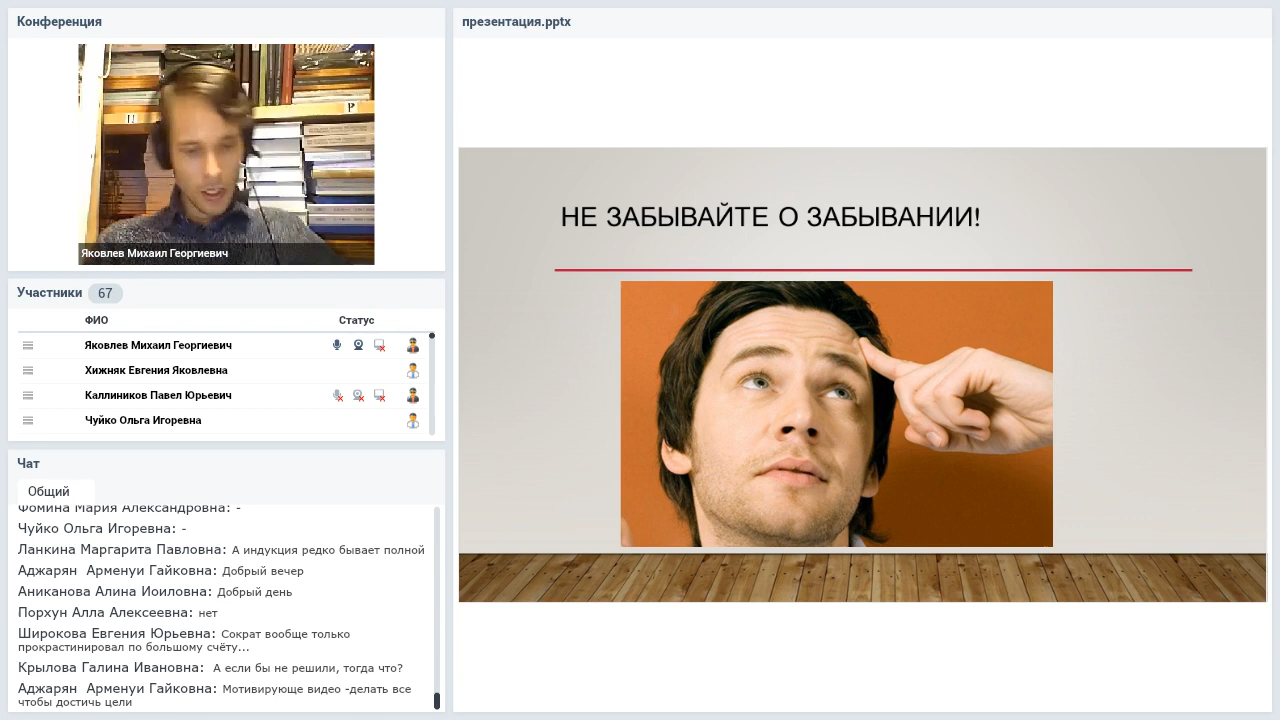 Конференция
И
Р
Яковлев Михаил Георгиевич
Участники 67
ФИО Статус
Яковлев Михаил Георгиевич
Хижняк Евгения Яковлевна
Каллиников Павел Юрьевич
Чуйко Ольга Игоревна
Чат
Общий
Фомина Мария Александровна: -
Чуйко Ольга Игоревна: -
Ланкина Маргарита Павловна: А индукция редко бывает полной
Аджарян Арменуи Гайковна: Добрый вечер
Аниканова Алина Иоиловна: Добрый день
Порхун Алла Алексеевна: нет
Широкова Евгения Юрьевна: Сократ вообще только
прокрастинировал по большому счёту...
Крылова Галина Ивановна: А если бы не решили, тогда что?
Аджарян Арменуи Гайковна: Мотивирующе видео -делать все
чтобы достичь цели
презентация.pptx
НЕ ЗАБЫВАЙТЕ О ЗАБЫВАНИИ!